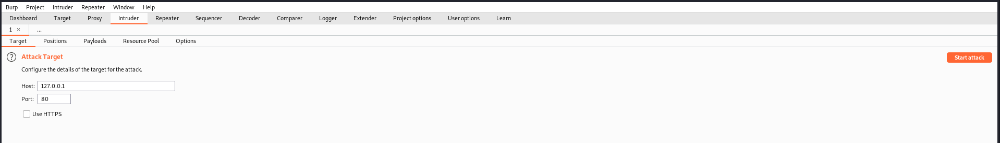 Burp Project Intruder Repeater Window Help
Dashboard Target Proxy Intruder Repeater Sequencer Decoder Comparer Logger Extender Project options User options Learn
1 × ...
Target Positions Payloads Resource Pool Options
? Attack Target Start attack
Configure the details of the target for the attack.
Host: 127.0.0.1
Port: 80
Use HTTPS